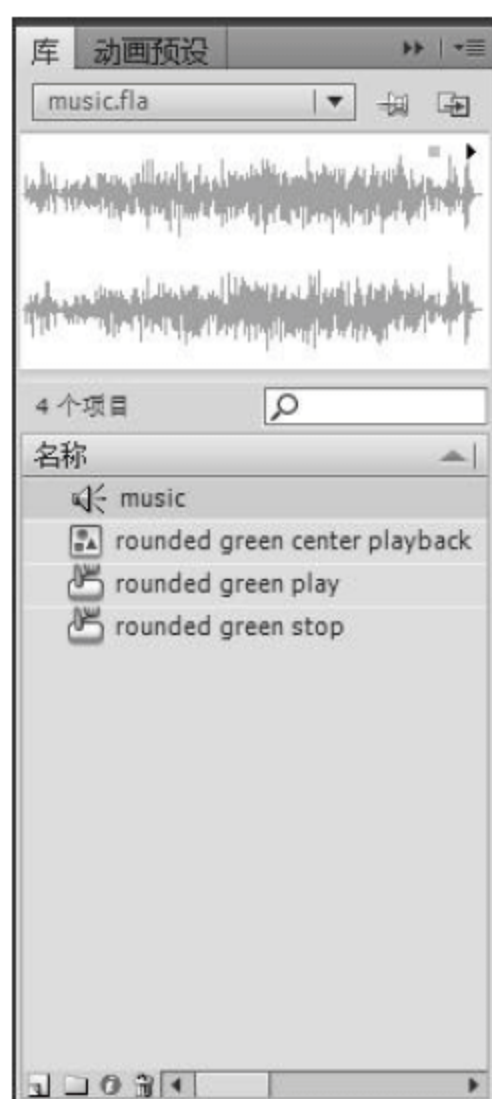 库 动画预设
music.fla
4 个项目
名称
music
rounded green center playback
rounded green play
rounded green stop